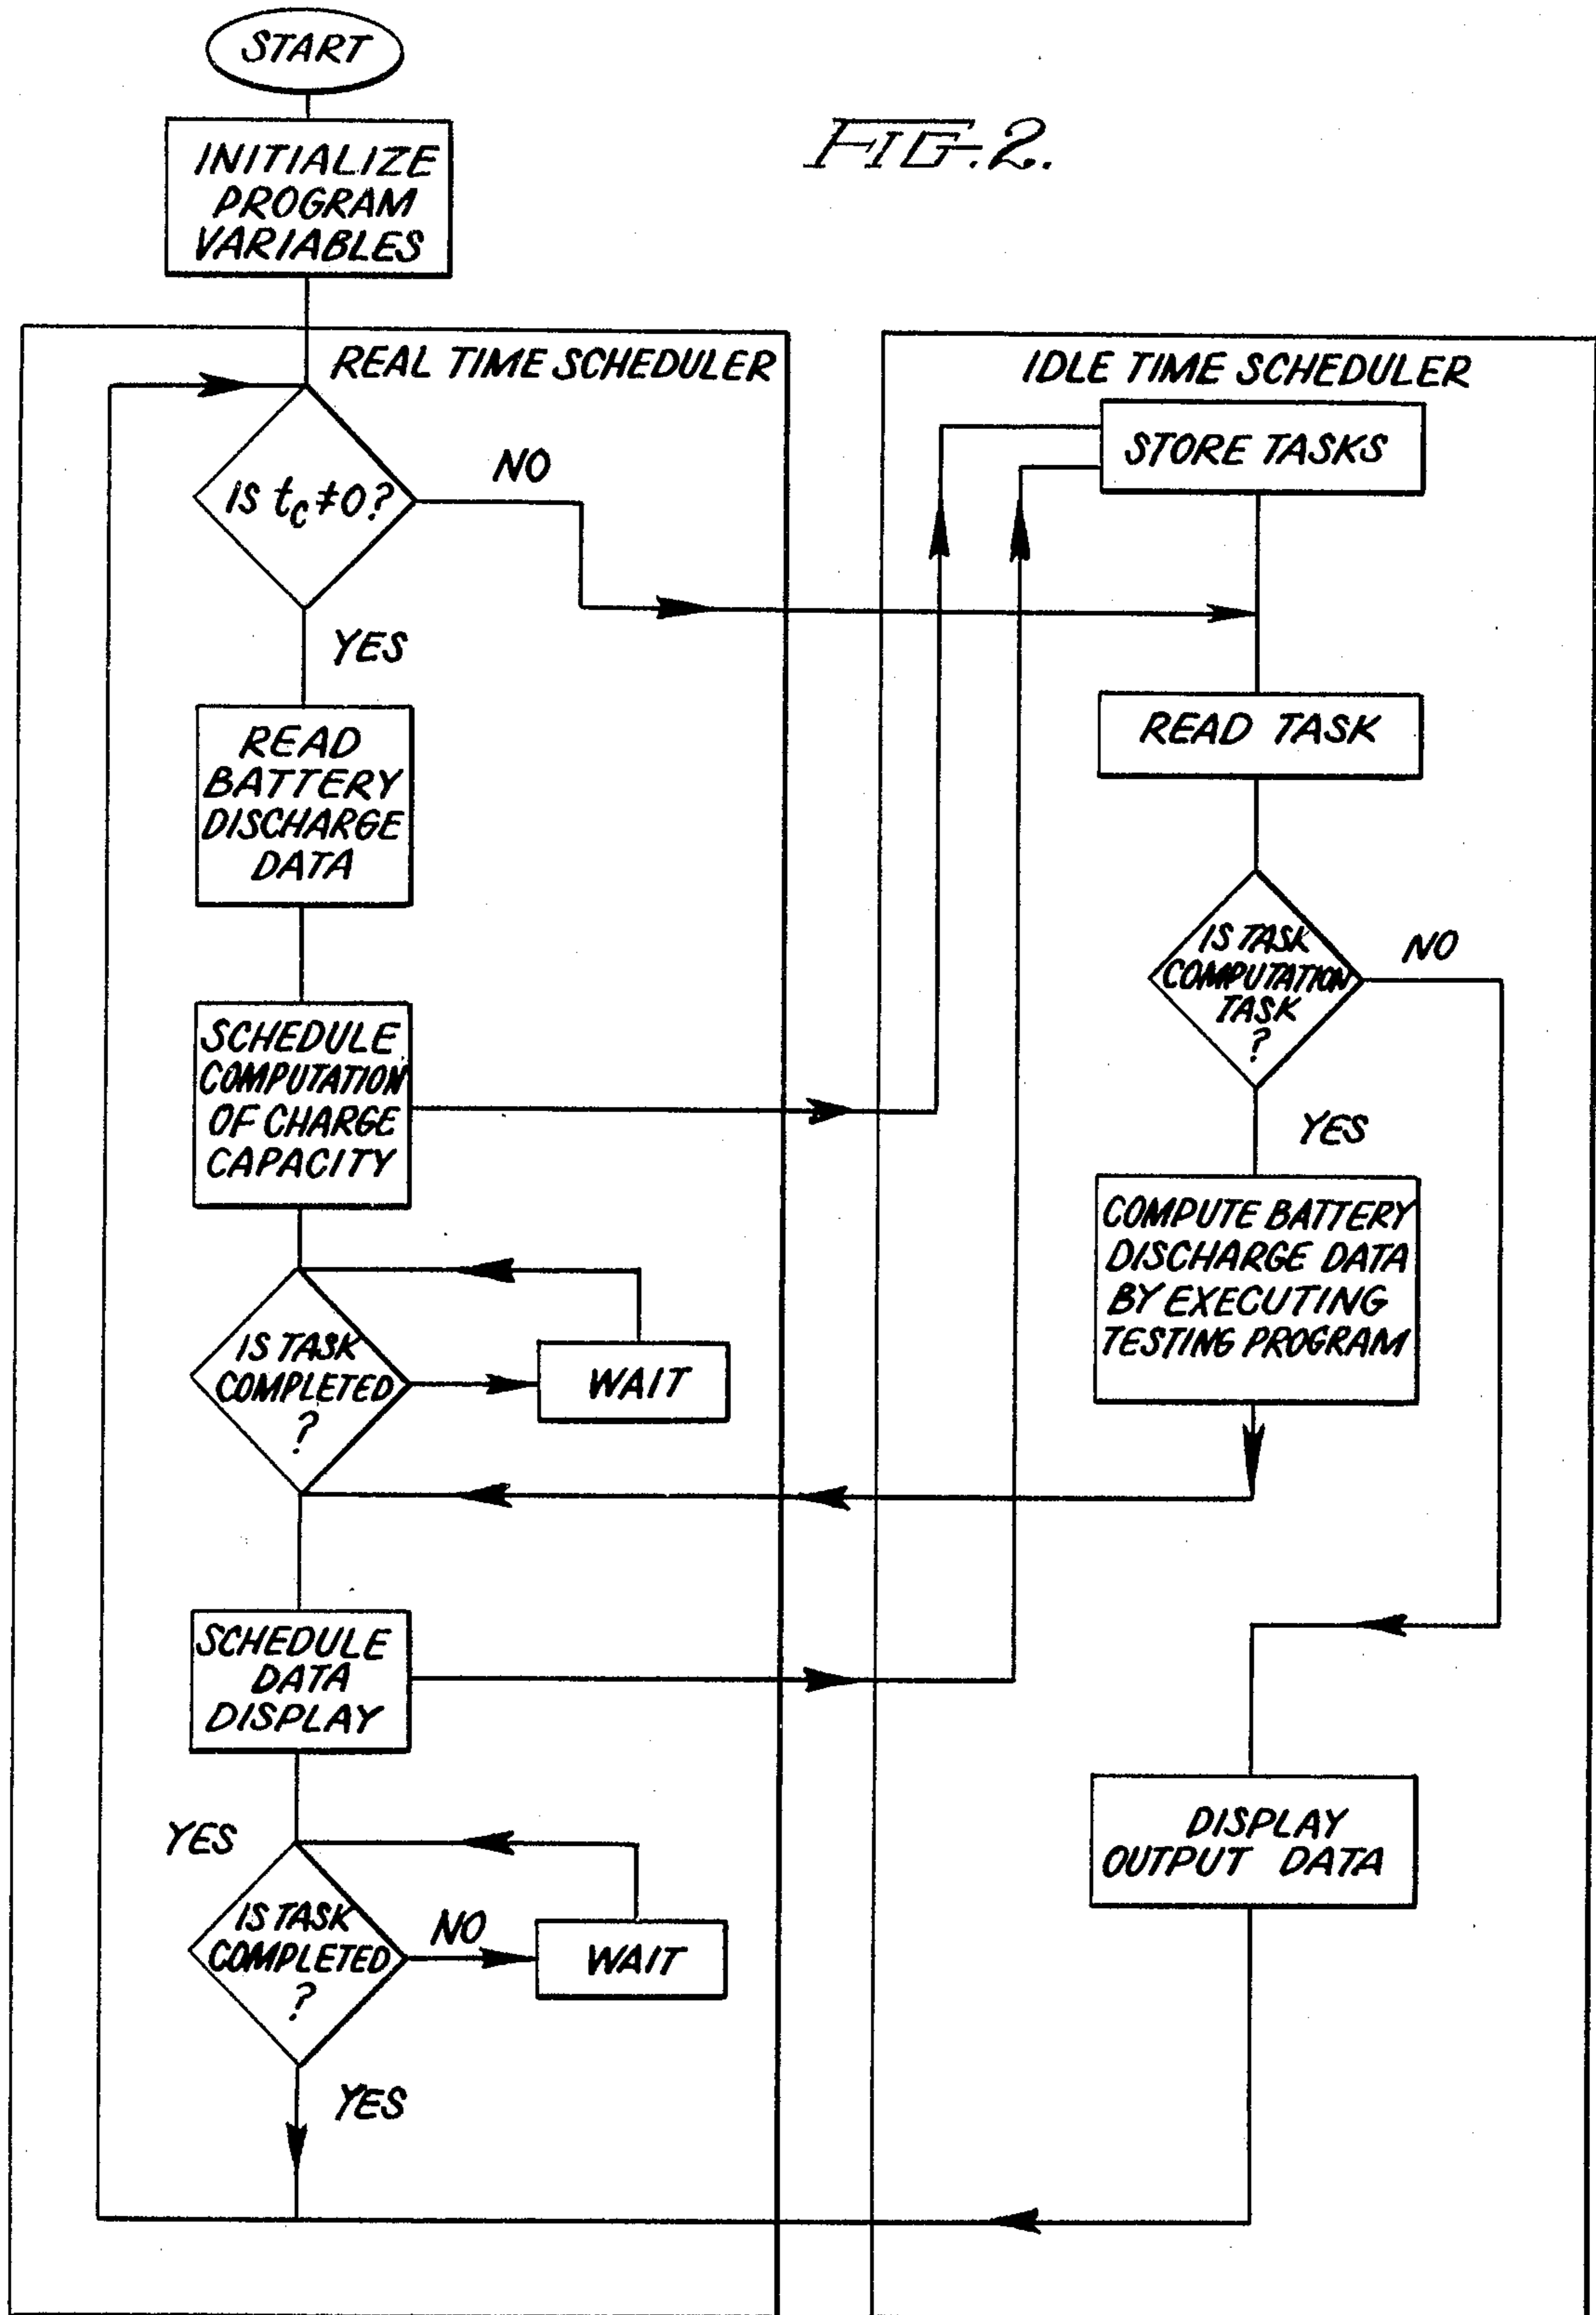 START
FIG. 2.
INITIALIZE
PROGRAM
VARIABLES
REAL TIME SCHEDULER
IS tc≠0?
NO
YES
READ
BATTERY
DISCHARGE
DATA
SCHEDULE
COMPUTATION
OF CHARGE
CAPACITY
IS TASK
COMPLETED
?
WAIT
SCHEDULE
DATA
DISPLAY
YES
IS TASK
COMPLETED
?
NO
WAIT
YES
IDLE TIME SCHEDULER
STORE TASKS
READ TASK
IS TASK
COMPUTATION
TASK
?
NO
YES
COMPUTE BATTERY
DISCHARGE DATA
BY EXECUTING
TESTING PROGRAM
DISPLAY
OUTPUT DATA